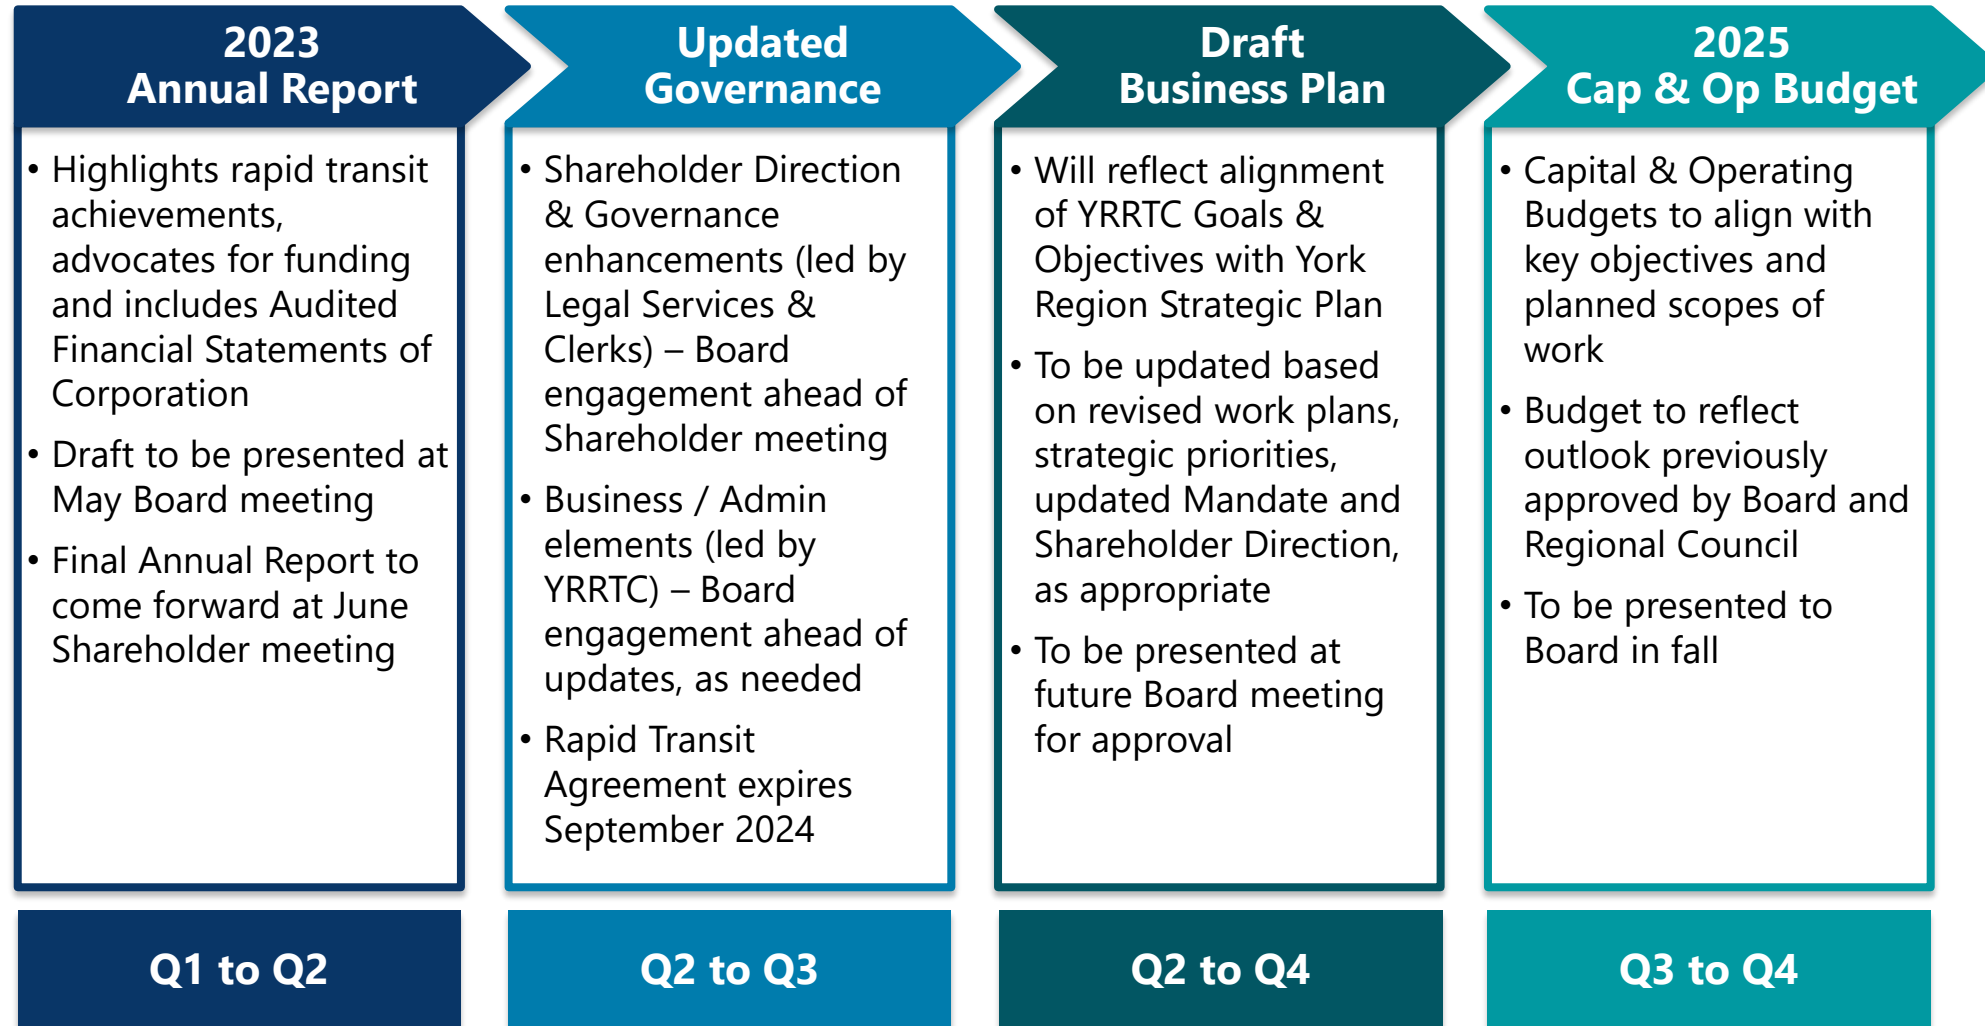 2023
Annual Report
• Highlights rapid transit
achievements,
advocates for funding
and includes Audited
Financial Statements of
Corporation
• Draft to be presented at
May Board meeting
• Final Annual Report to
come forward at June
Shareholder meeting
Q1 to Q2
Updated
Governance
• Shareholder Direction
& Governance
enhancements (led by
Legal Services &
Clerks) – Board
engagement ahead of
Shareholder meeting
• Business / Admin
elements (led by
YRRTC) – Board
engagement ahead of
updates, as needed
• Rapid Transit
Agreement expires
September 2024
Q2 to Q3
Draft
Business Plan
• Will reflect alignment
of YRRTC Goals &
Objectives with York
Region Strategic Plan
• To be updated based
on revised work plans,
strategic priorities,
updated Mandate and
Shareholder Direction,
as appropriate
• To be presented at
future Board meeting
for approval
Q2 to Q4
2025
Cap & Op Budget
• Capital & Operating
Budgets to align with
key objectives and
planned scopes of
work
• Budget to reflect
outlook previously
approved by Board and
Regional Council
• To be presented to
Board in fall
Q3 to Q4